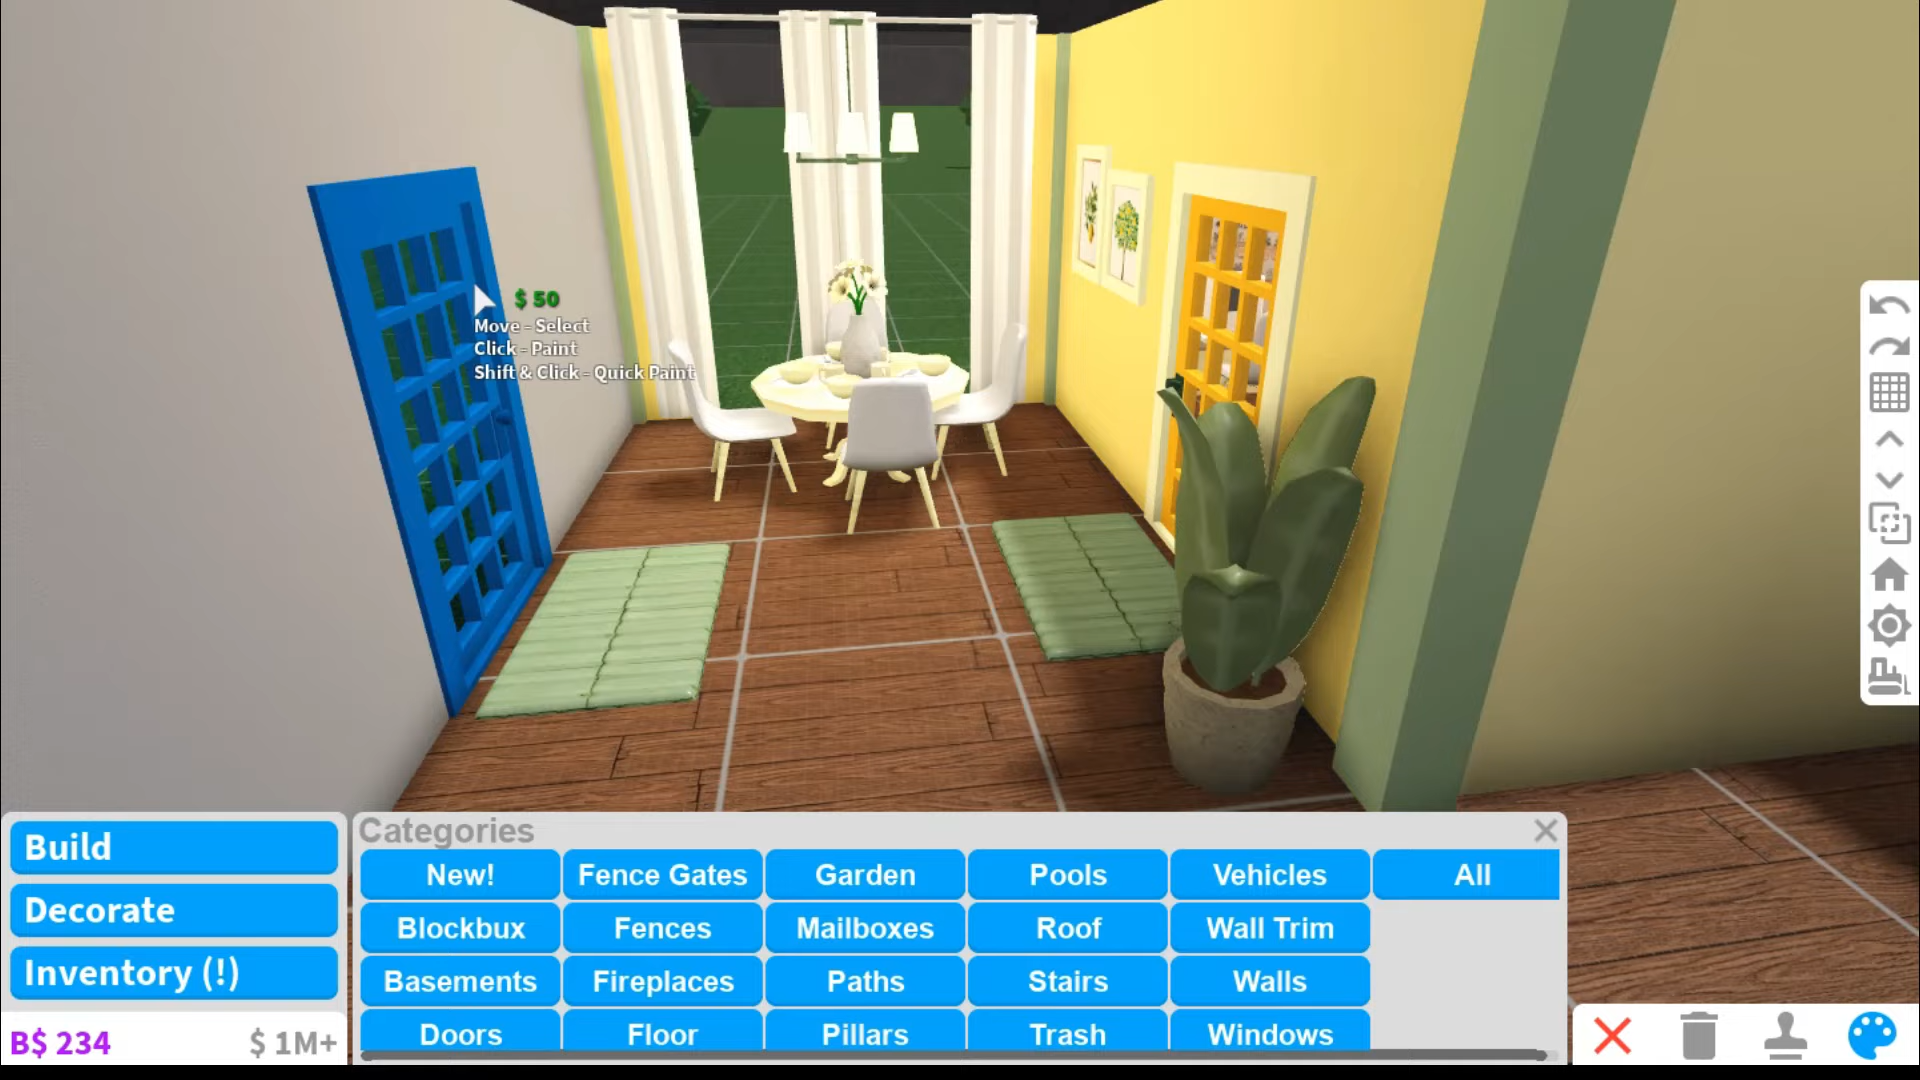 $ 50
Move - Select
Click - Paint
Shift & Click - Quick Paint
Build
Decorate
Inventory (!)
B$ 234
$ 1M+
Categories
New! Fence Gates Garden Pools Vehicles All
Blockbux Fences Mailboxes Roof Wall Trim
Basements Fireplaces Paths Stairs Walls
Doors Floor Pillars Trash Windows